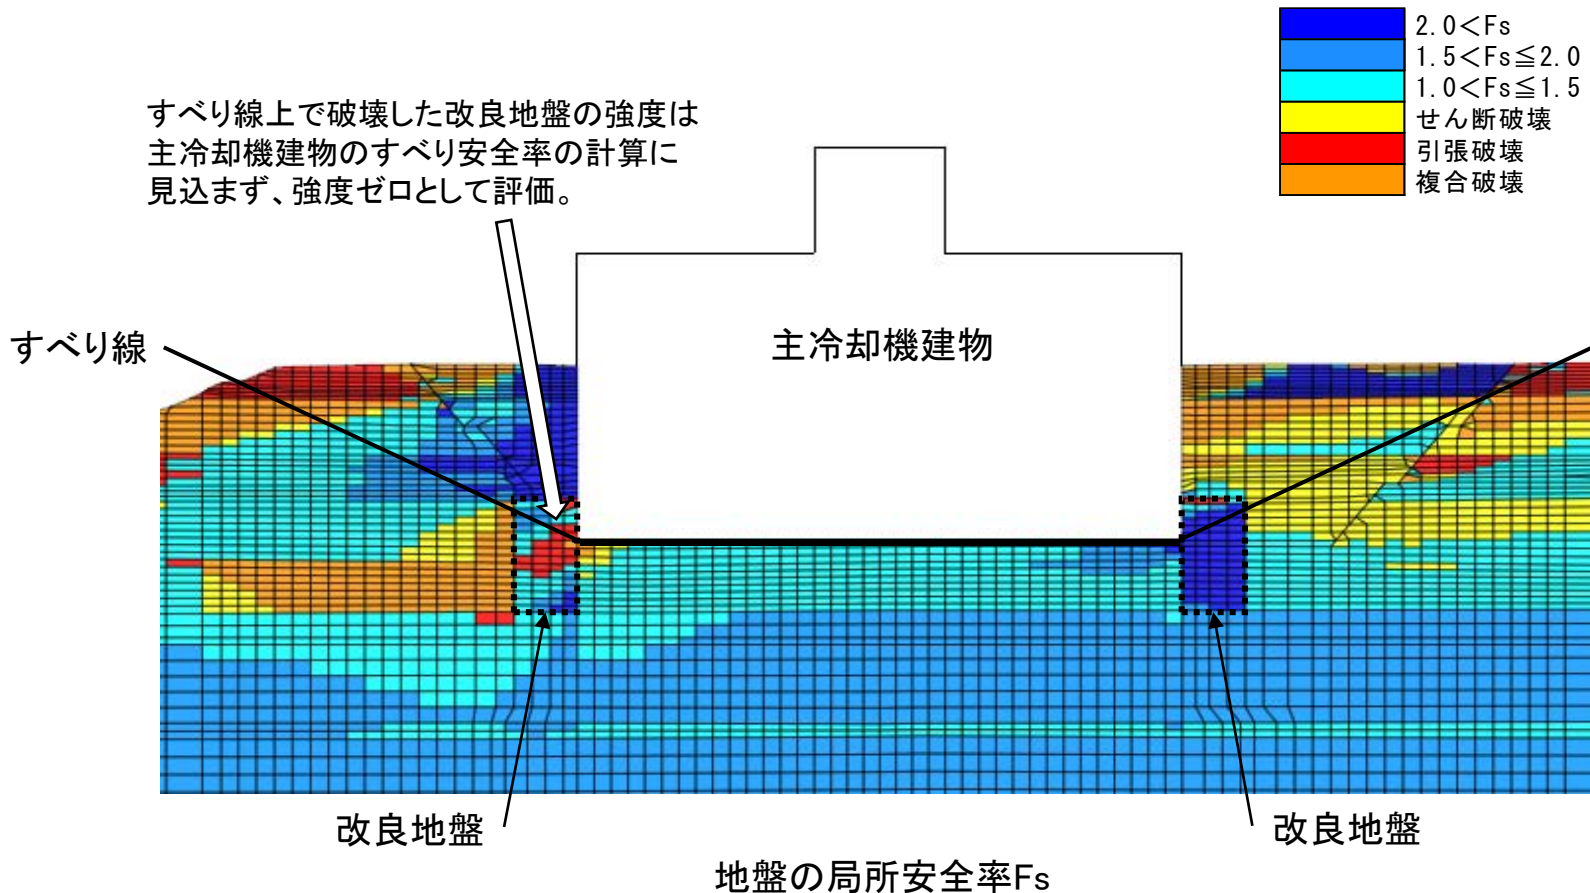 2.0＜Fs
1.5＜Fs≦2.0
1.0＜Fs≦1.5
せん断破壊
引張破壊
複合破壊
すべり線上で破壊した改良地盤の強度は
主冷却機建物のすべり安全率の計算に
見込まず、強度ゼロとして評価。
すべり線
主冷却機建物
改良地盤
改良地盤
地盤の局所安全率Fs